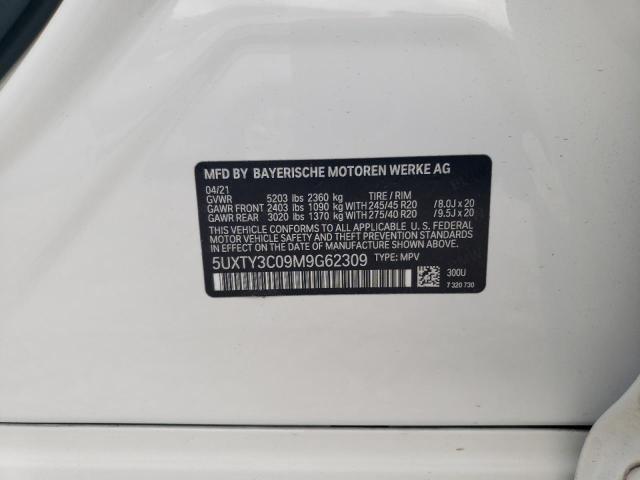 MFD BY BAYERISCHE MOTOREN WERKE AG
04/21
GVWR 5203 lbs 2360 kg TIRE / RIM
GAWR FRONT 2403 lbs 1090 kg WITH 245/45 R20 /8.0J x 20
GAWR REAR 3020 lbs 1370 kg WITH 275/40 R20 /9.5J x 20
THIS VEHICLE CONFORMS TO ALL APPLICABLE U. S. FEDERAL
MOTOR VEHICLE SAFETY STANDARDS IN EFFECT ON THE
DATE OF MANUFACTURE SHOWN ABOVE.
5UXTY3C09M9G62309 TYPE: MPV
300U
7 320 730